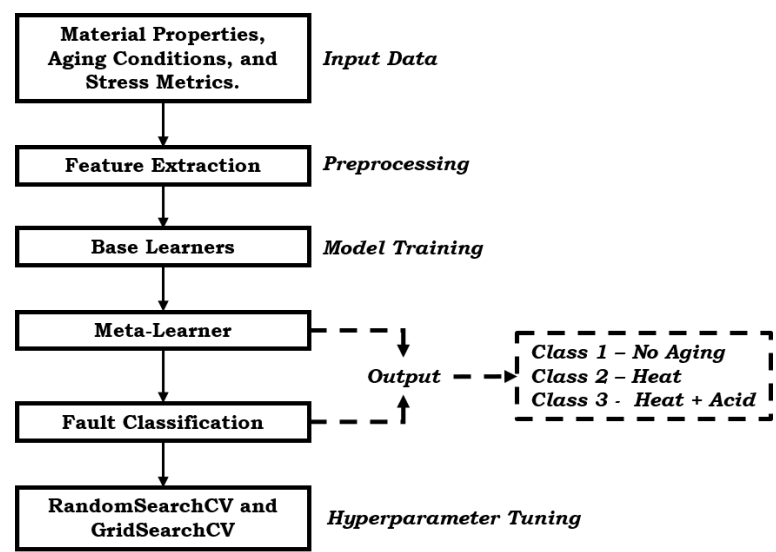 Material Properties,
Aging Conditions, and
Stress Metrics.
Input Data
Feature Extraction
Preprocessing
Base Learners
Model Training
Meta-Learner
Output
Class 1 – No Aging
Class 2 – Heat
Class 3 - Heat + Acid
Fault Classification
RandomSearchCV and
GridSearchCV
Hyperparameter Tuning